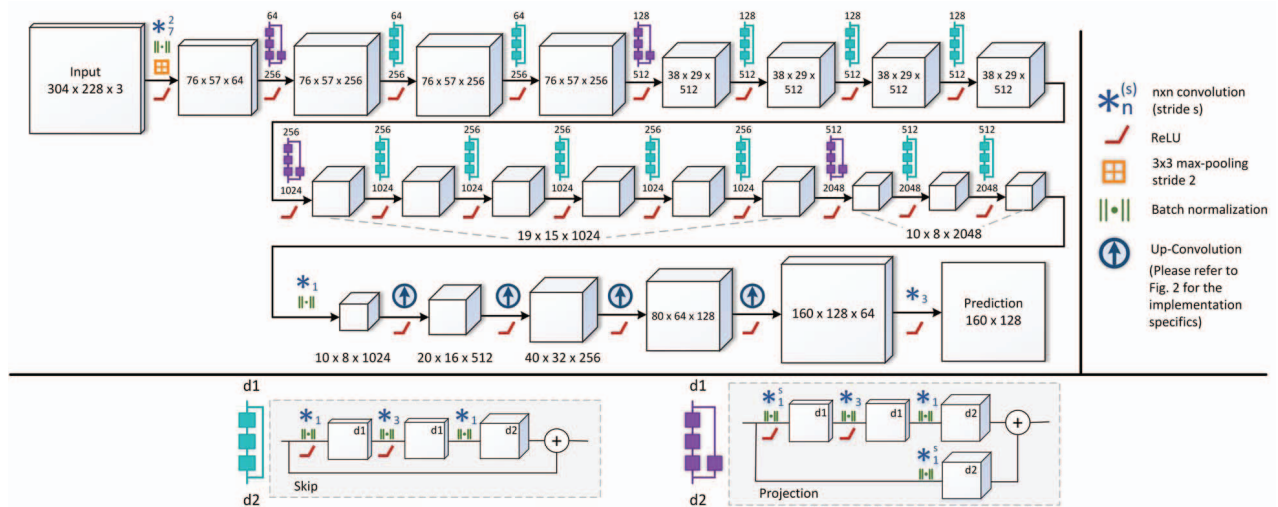 Input
304 x 228 x 3
2
7
76 x 57 x 64
64
256
76 x 57 x 256
64
256
76 x 57 x 256
64
256
76 x 57 x 256
128
512
38 x 29 x
512
128
512
38 x 29 x
512
128
512
38 x 29 x
512
128
512
38 x 29 x
512
256
1024
256
1024
256
1024
256
1024
256
1024
256
1024
19 x 15 x 1024
512
2048
512
2048
512
2048
10 x 8 x 2048
1
10 x 8 x 1024
20 x 16 x 512
40 x 32 x 256
80 x 64 x 128
160 x 128 x 64
3
Prediction
160 x 128
(s)
n
nxn convolution
(stride s)
ReLU
3x3 max-pooling
stride 2
Batch normalization
Up-Convolution
(Please refer to
Fig. 2 for the
implementation
specifics)
d1
d2
1
d1
3
d1
1
d2
+
Skip
d1
d2
s
1
d1
3
d1
1
d2
+
s
1
d2
Projection